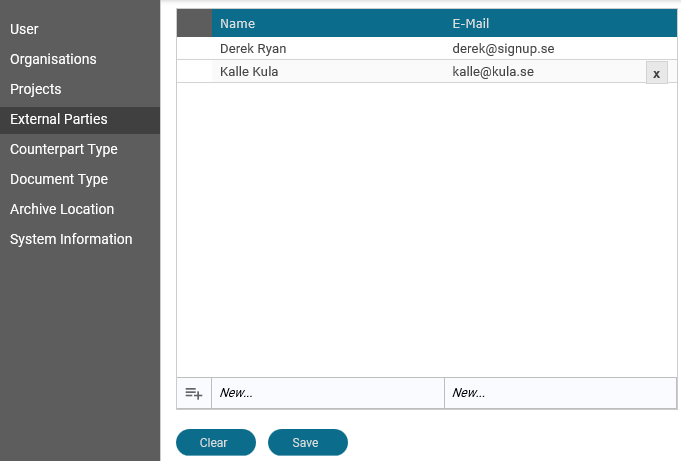 User
Organisations
Projects
External Parties
Counterpart Type
Document Type
Archive Location
System Information
Name E-Mail
Derek Ryan derek@signup.se
Kalle Kula kalle@kula.se x
New... New...
Clear Save